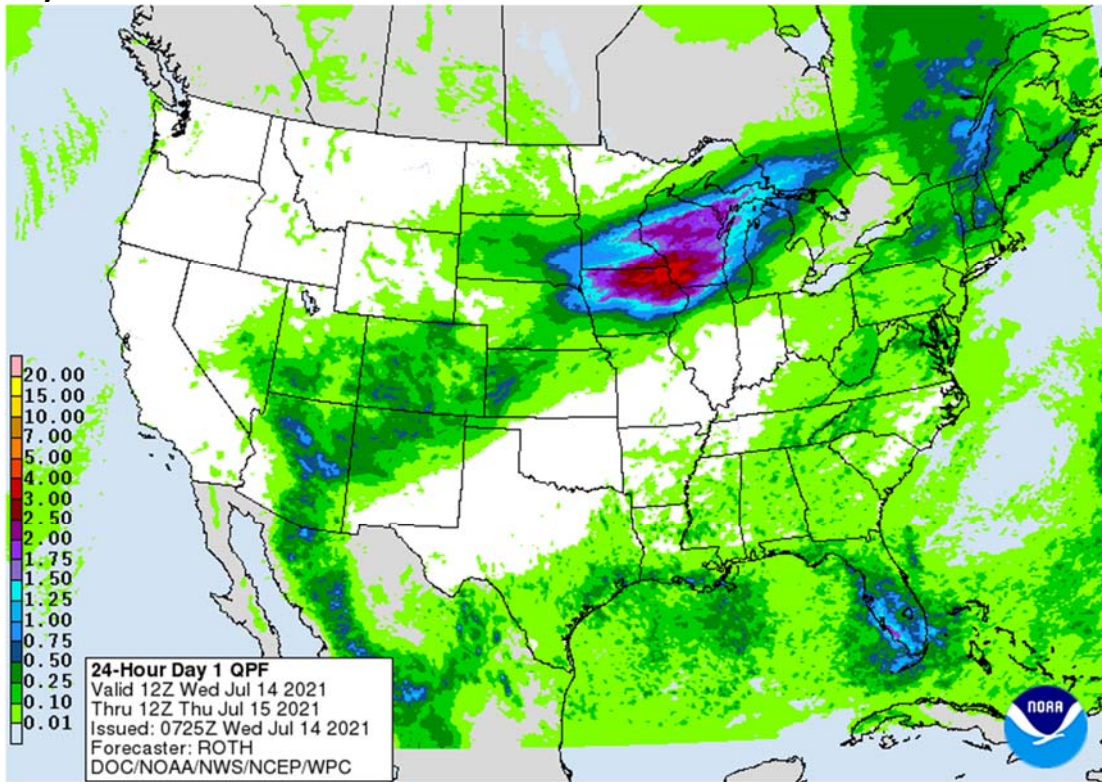 20.00
15.00
10.00
7.00
5.00
4.00
3.00
2.50
2.00
1.75
1.50
1.25
1.00
0.75
0.50
0.25
0.10
0.01
24-Hour Day 1 QPF
Valid 12Z Wed Jul 14 2021
Thru 12Z Thu Jul 15 2021
Issued: 0725Z Wed Jul 14 2021
Forecaster: ROTH
DOC/NOAA/NWS/NCEP/WPC
NOAA